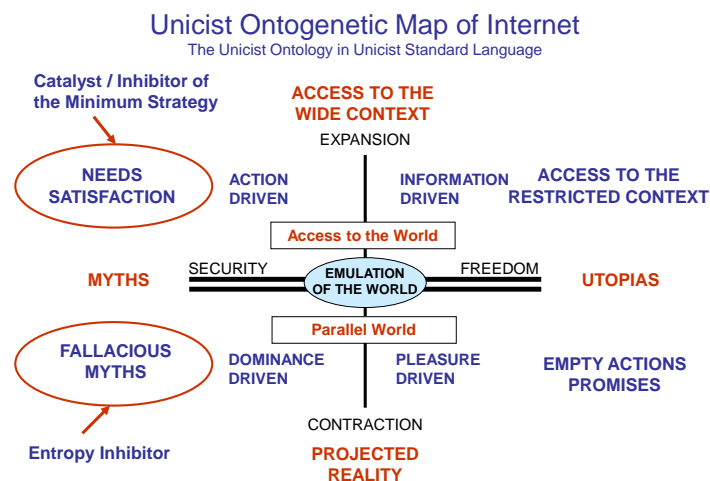 Unicist Ontogenetic Map of Internet
The Unicist Ontology in Unicist Standard Language
Catalyst / Inhibitor of
the Minimum Strategy
ACCESS TO THE
WIDE CONTEXT
EXPANSION
NEEDS
SATISFACTION
ACTION
DRIVEN
INFORMATION
DRIVEN
ACCESS TO THE
RESTRICTED CONTEXT
Access to the World
MYTHS
SECURITY
EMULATION
OF THE WORLD
FREEDOM
UTOPIAS
Parallel World
FALLACIOUS
MYTHS
DOMINANCE
DRIVEN
PLEASURE
DRIVEN
EMPTY ACTIONS
PROMISES
CONTRACTION
Entropy Inhibitor
PROJECTED
REALITY